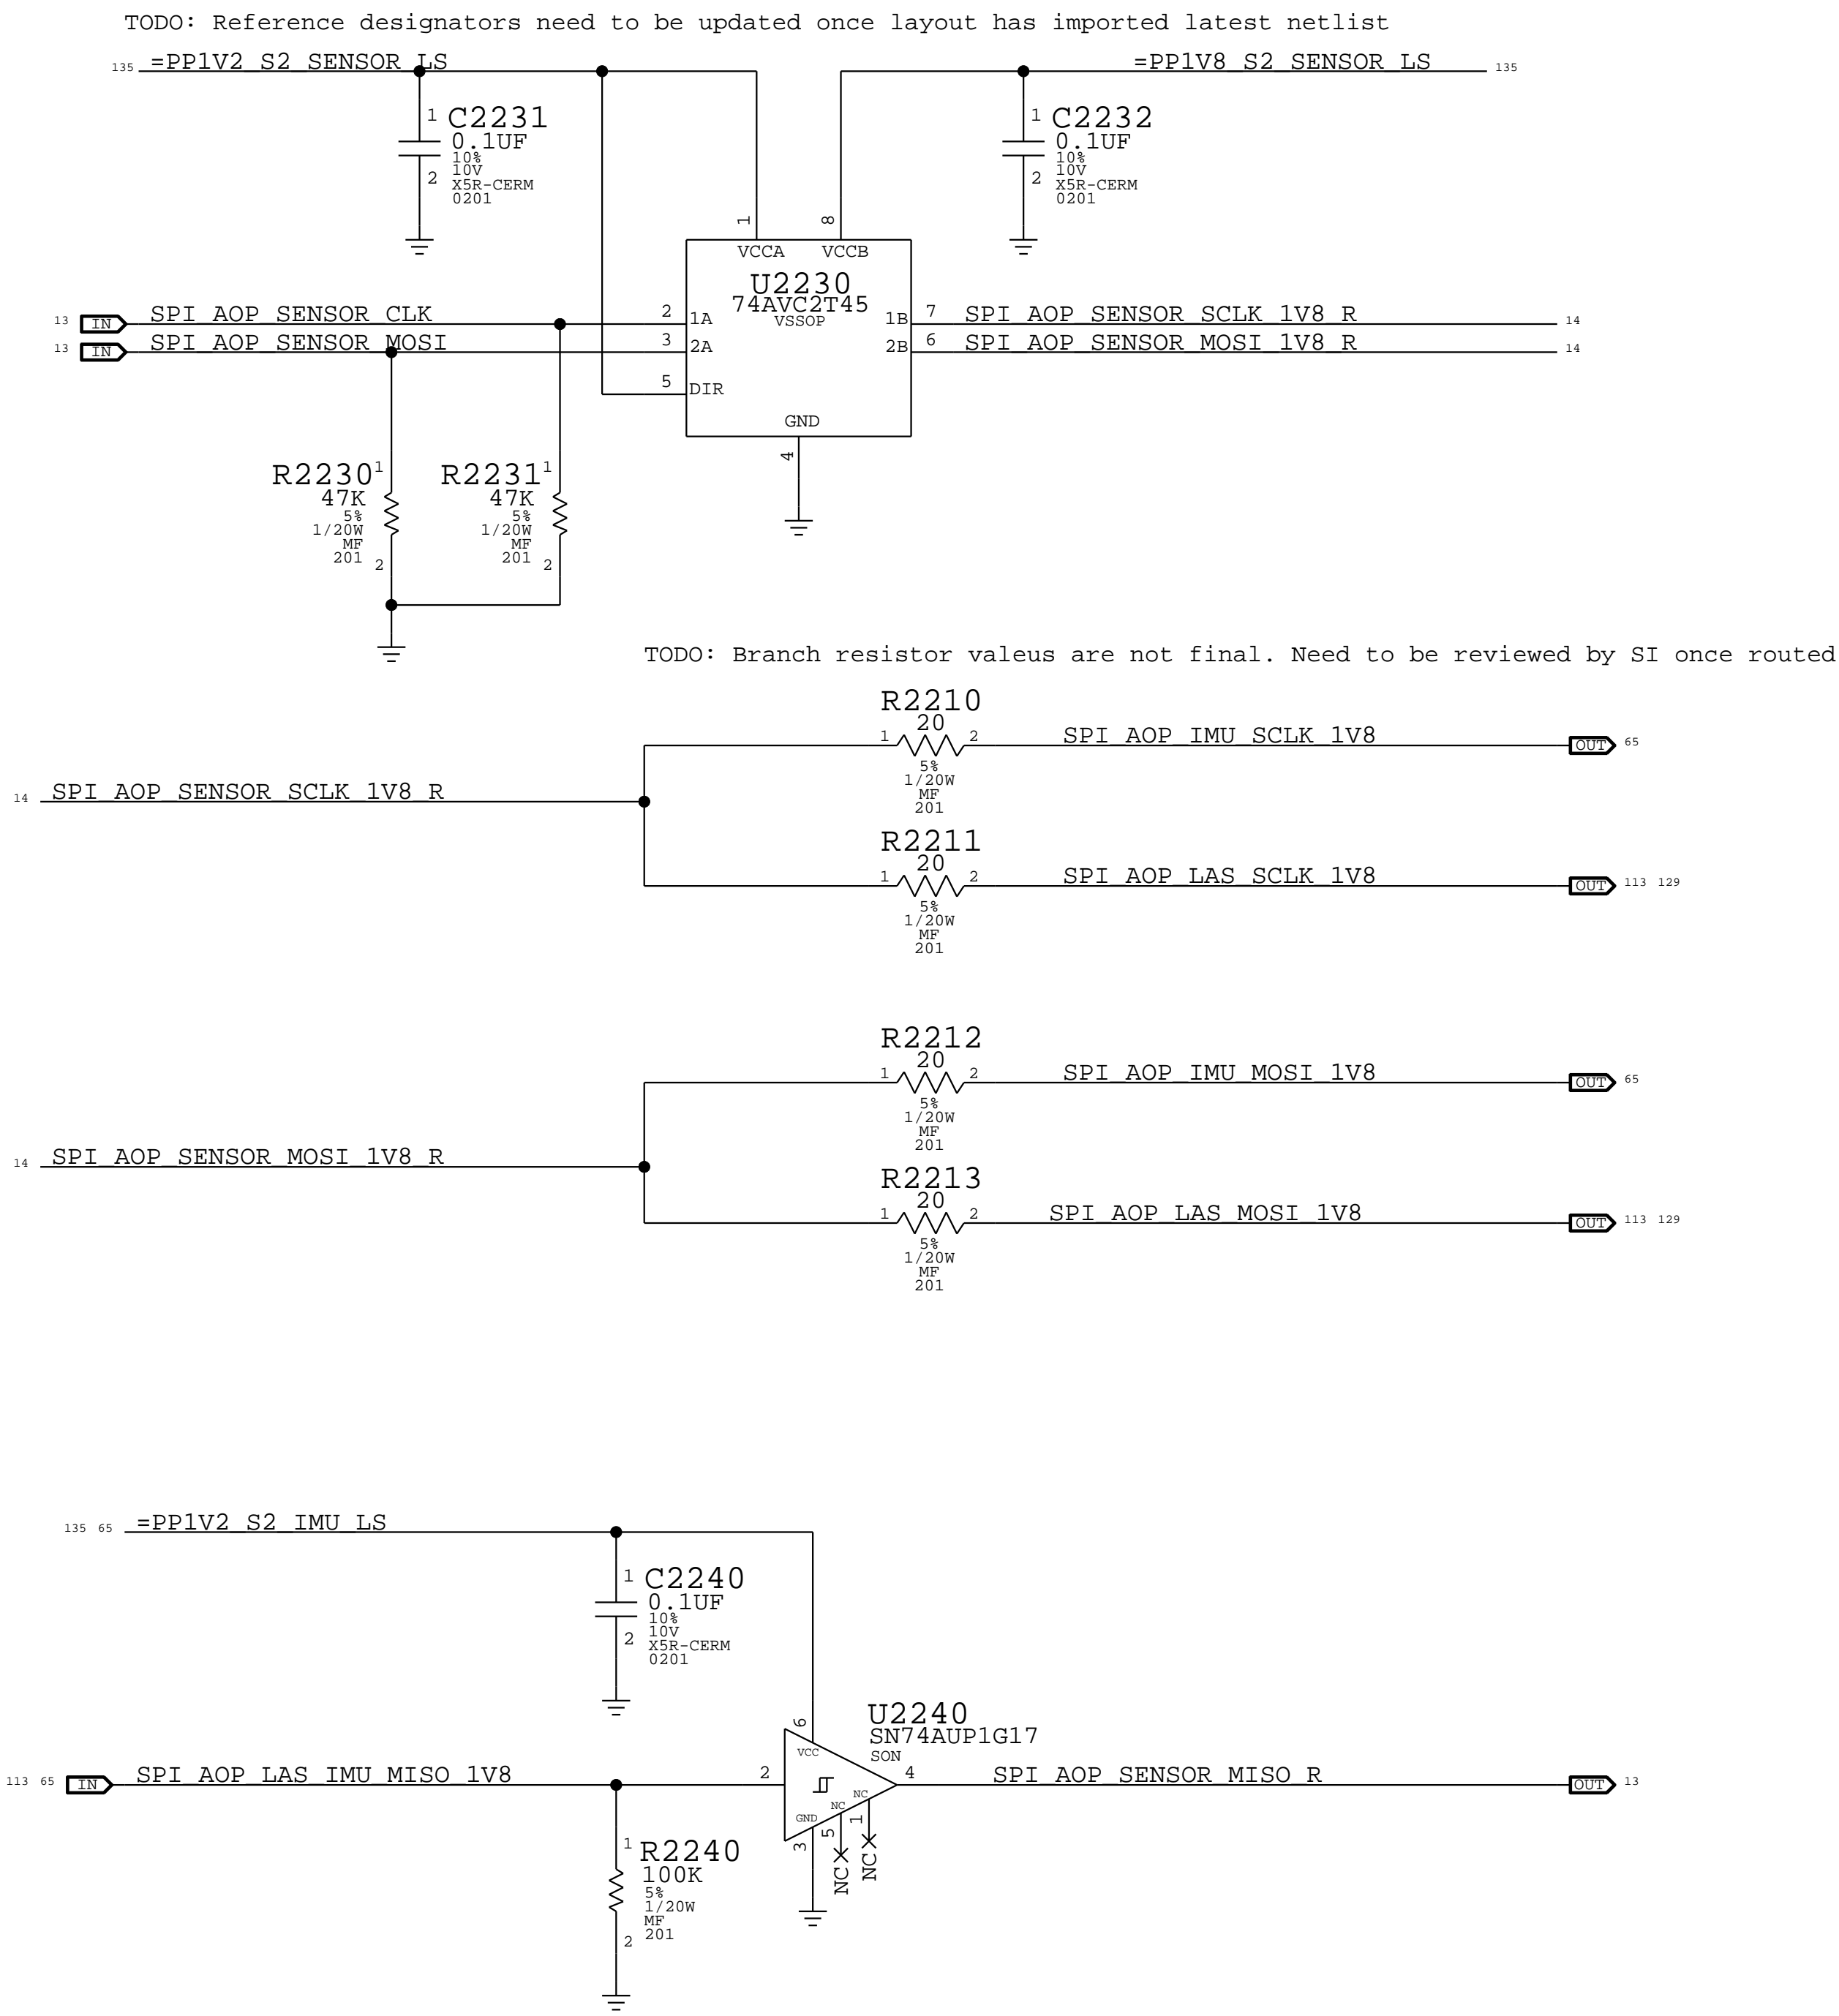 TODO: Reference designators need to be updated once layout has imported latest netlist
135 =PP1V2_S2_SENSOR_LS
=PP1V8_S2_SENSOR_LS 135
1 C2231
0.1UF
10%
10V
2 X5R-CERM
0201
1 C2232
0.1UF
10%
10V
2 X5R-CERM
0201
1 8
VCCA VCCB
U2230
74AVC2T45
VSSOP
13 IN SPI_AOP_SENSOR_CLK 2 1A
1B 7 SPI_AOP_SENSOR_SCLK_1V8_R 14
13 IN SPI_AOP_SENSOR_MOSI 3 2A
2B 6 SPI_AOP_SENSOR_MOSI_1V8_R 14
5 DIR
GND
4
R2230 1
47K
5%
1/20W
MF
201 2
R2231 1
47K
5%
1/20W
MF
201 2
TODO: Branch resistor valeus are not final. Need to be reviewed by SI once routed
R2210
20
1 2 SPI_AOP_IMU_SCLK_1V8 OUT 65
5%
1/20W
MF
201
14 SPI_AOP_SENSOR_SCLK_1V8_R
R2211
20
1 2 SPI_AOP_LAS_SCLK_1V8 OUT 113 129
5%
1/20W
MF
201
R2212
20
1 2 SPI_AOP_IMU_MOSI_1V8 OUT 65
5%
1/20W
MF
201
14 SPI_AOP_SENSOR_MOSI_1V8_R
R2213
20
1 2 SPI_AOP_LAS_MOSI_1V8 OUT 113 129
5%
1/20W
MF
201
135 65 =PP1V2_S2_IMU_LS
1 C2240
0.1UF
10%
10V
2 X5R-CERM
0201
U2240
SN74AUP1G17
SON
6
VCC
113 65 IN SPI_AOP_LAS_IMU_MISO_1V8 2
4 SPI_AOP_SENSOR_MISO_R OUT 13
NC
NC
GND
3 5 1
NC NC
1 R2240
100K
5%
1/20W
MF
201
2